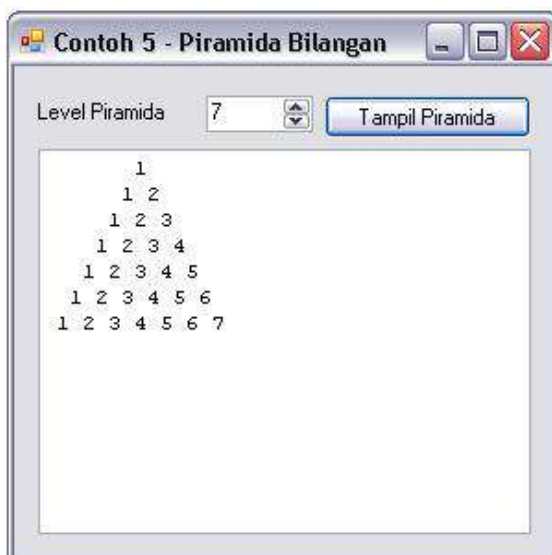 Contoh 5 - Piramida Bilangan
Level Piramida 7 Tampil Piramida
1
1 2
1 2 3
1 2 3 4
1 2 3 4 5
1 2 3 4 5 6
1 2 3 4 5 6 7